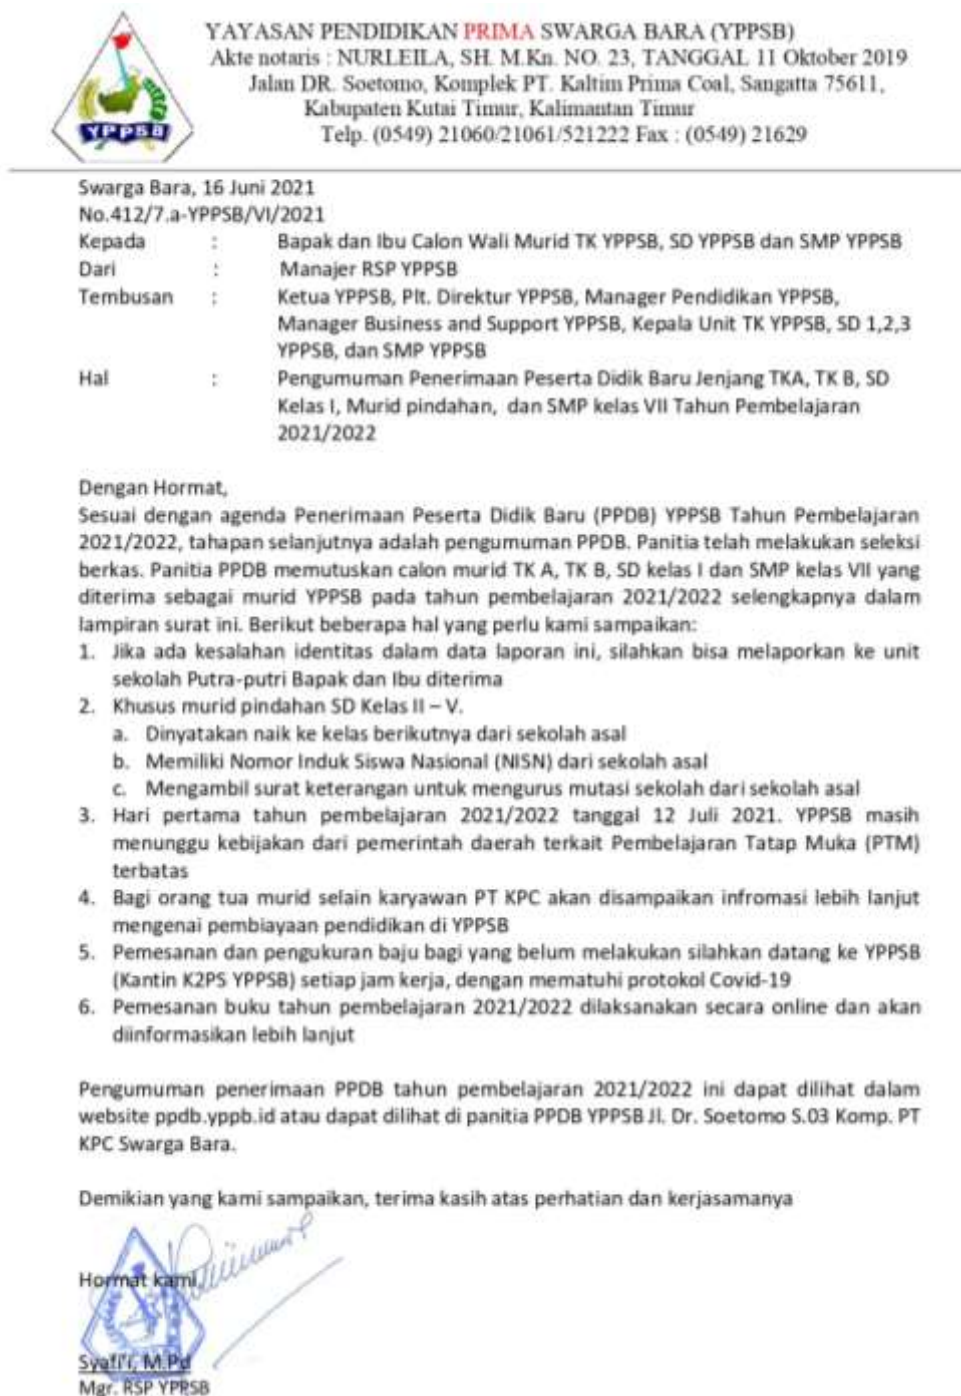 YAYASAN PENDIDIKAN PRIMA SWARGA BARA (YPPSB)
Akte notaris : NURLEILA, SH. M.Kn. NO. 23, TANGGAL 11 Oktober 2019
Jalan DR. Soetomo, Komplek PT. Kaltim Prima Coal, Sangatta 75611,
Kabupaten Kutai Timur, Kalimantan Timur
Telp. (0549) 21060/21061/521222 Fax : (0549) 21629
YPPSB
Swarga Bara, 16 Juni 2021
No.412/7.a-YPPSB/VI/2021
Kepada : Bapak dan Ibu Calon Wali Murid TK YPPSB, SD YPPSB dan SMP YPPSB
Dari : Manajer RSP YPPSB
Tembusan : Ketua YPPSB, Plt. Direktur YPPSB, Manager Pendidikan YPPSB,
Manager Business and Support YPPSB, Kepala Unit TK YPPSB, SD 1,2,3
YPPSB, dan SMP YPPSB
Hal : Pengumuman Penerimaan Peserta Didik Baru Jenjang TKA, TK B, SD
Kelas I, Murid pindahan, dan SMP kelas VII Tahun Pembelajaran
2021/2022
Dengan Hormat,
Sesuai dengan agenda Penerimaan Peserta Didik Baru (PPDB) YPPSB Tahun Pembelajaran
2021/2022, tahapan selanjutnya adalah pengumuman PPDB. Panitia telah melakukan seleksi
berkas. Panitia PPDB memutuskan calon murid TK A, TK B, SD kelas I dan SMP kelas VII yang
diterima sebagai murid YPPSB pada tahun pembelajaran 2021/2022 selengkapnya dalam
lampiran surat ini. Berikut beberapa hal yang perlu kami sampaikan:
1. Jika ada kesalahan identitas dalam data laporan ini, silahkan bisa melaporkan ke unit
sekolah Putra-putri Bapak dan Ibu diterima
2. Khusus murid pindahan SD Kelas II – V.
a. Dinyatakan naik ke kelas berikutnya dari sekolah asal
b. Memiliki Nomor Induk Siswa Nasional (NISN) dari sekolah asal
c. Mengambil surat keterangan untuk mengurus mutasi sekolah dari sekolah asal
3. Hari pertama tahun pembelajaran 2021/2022 tanggal 12 Juli 2021. YPPSB masih
menunggu kebijakan dari pemerintah daerah terkait Pembelajaran Tatap Muka (PTM)
terbatas
4. Bagi orang tua murid selain karyawan PT KPC akan disampaikan infromasi lebih lanjut
mengenai pembiayaan pendidikan di YPPSB
5. Pemesanan dan pengukuran baju bagi yang belum melakukan silahkan datang ke YPPSB
(Kantin K2PS YPPSB) setiap jam kerja, dengan mematuhi protokol Covid-19
6. Pemesanan buku tahun pembelajaran 2021/2022 dilaksanakan secara online dan akan
diinformasikan lebih lanjut
Pengumuman penerimaan PPDB tahun pembelajaran 2021/2022 ini dapat dilihat dalam
website ppdb.yppb.id atau dapat dilihat di panitia PPDB YPPSB Jl. Dr. Soetomo S.03 Komp. PT
KPC Swarga Bara.
Demikian yang kami sampaikan, terima kasih atas perhatian dan kerjasamanya
Hormat kami,
Syafi'i, M.Pd
Mgr. RSP YPPSB